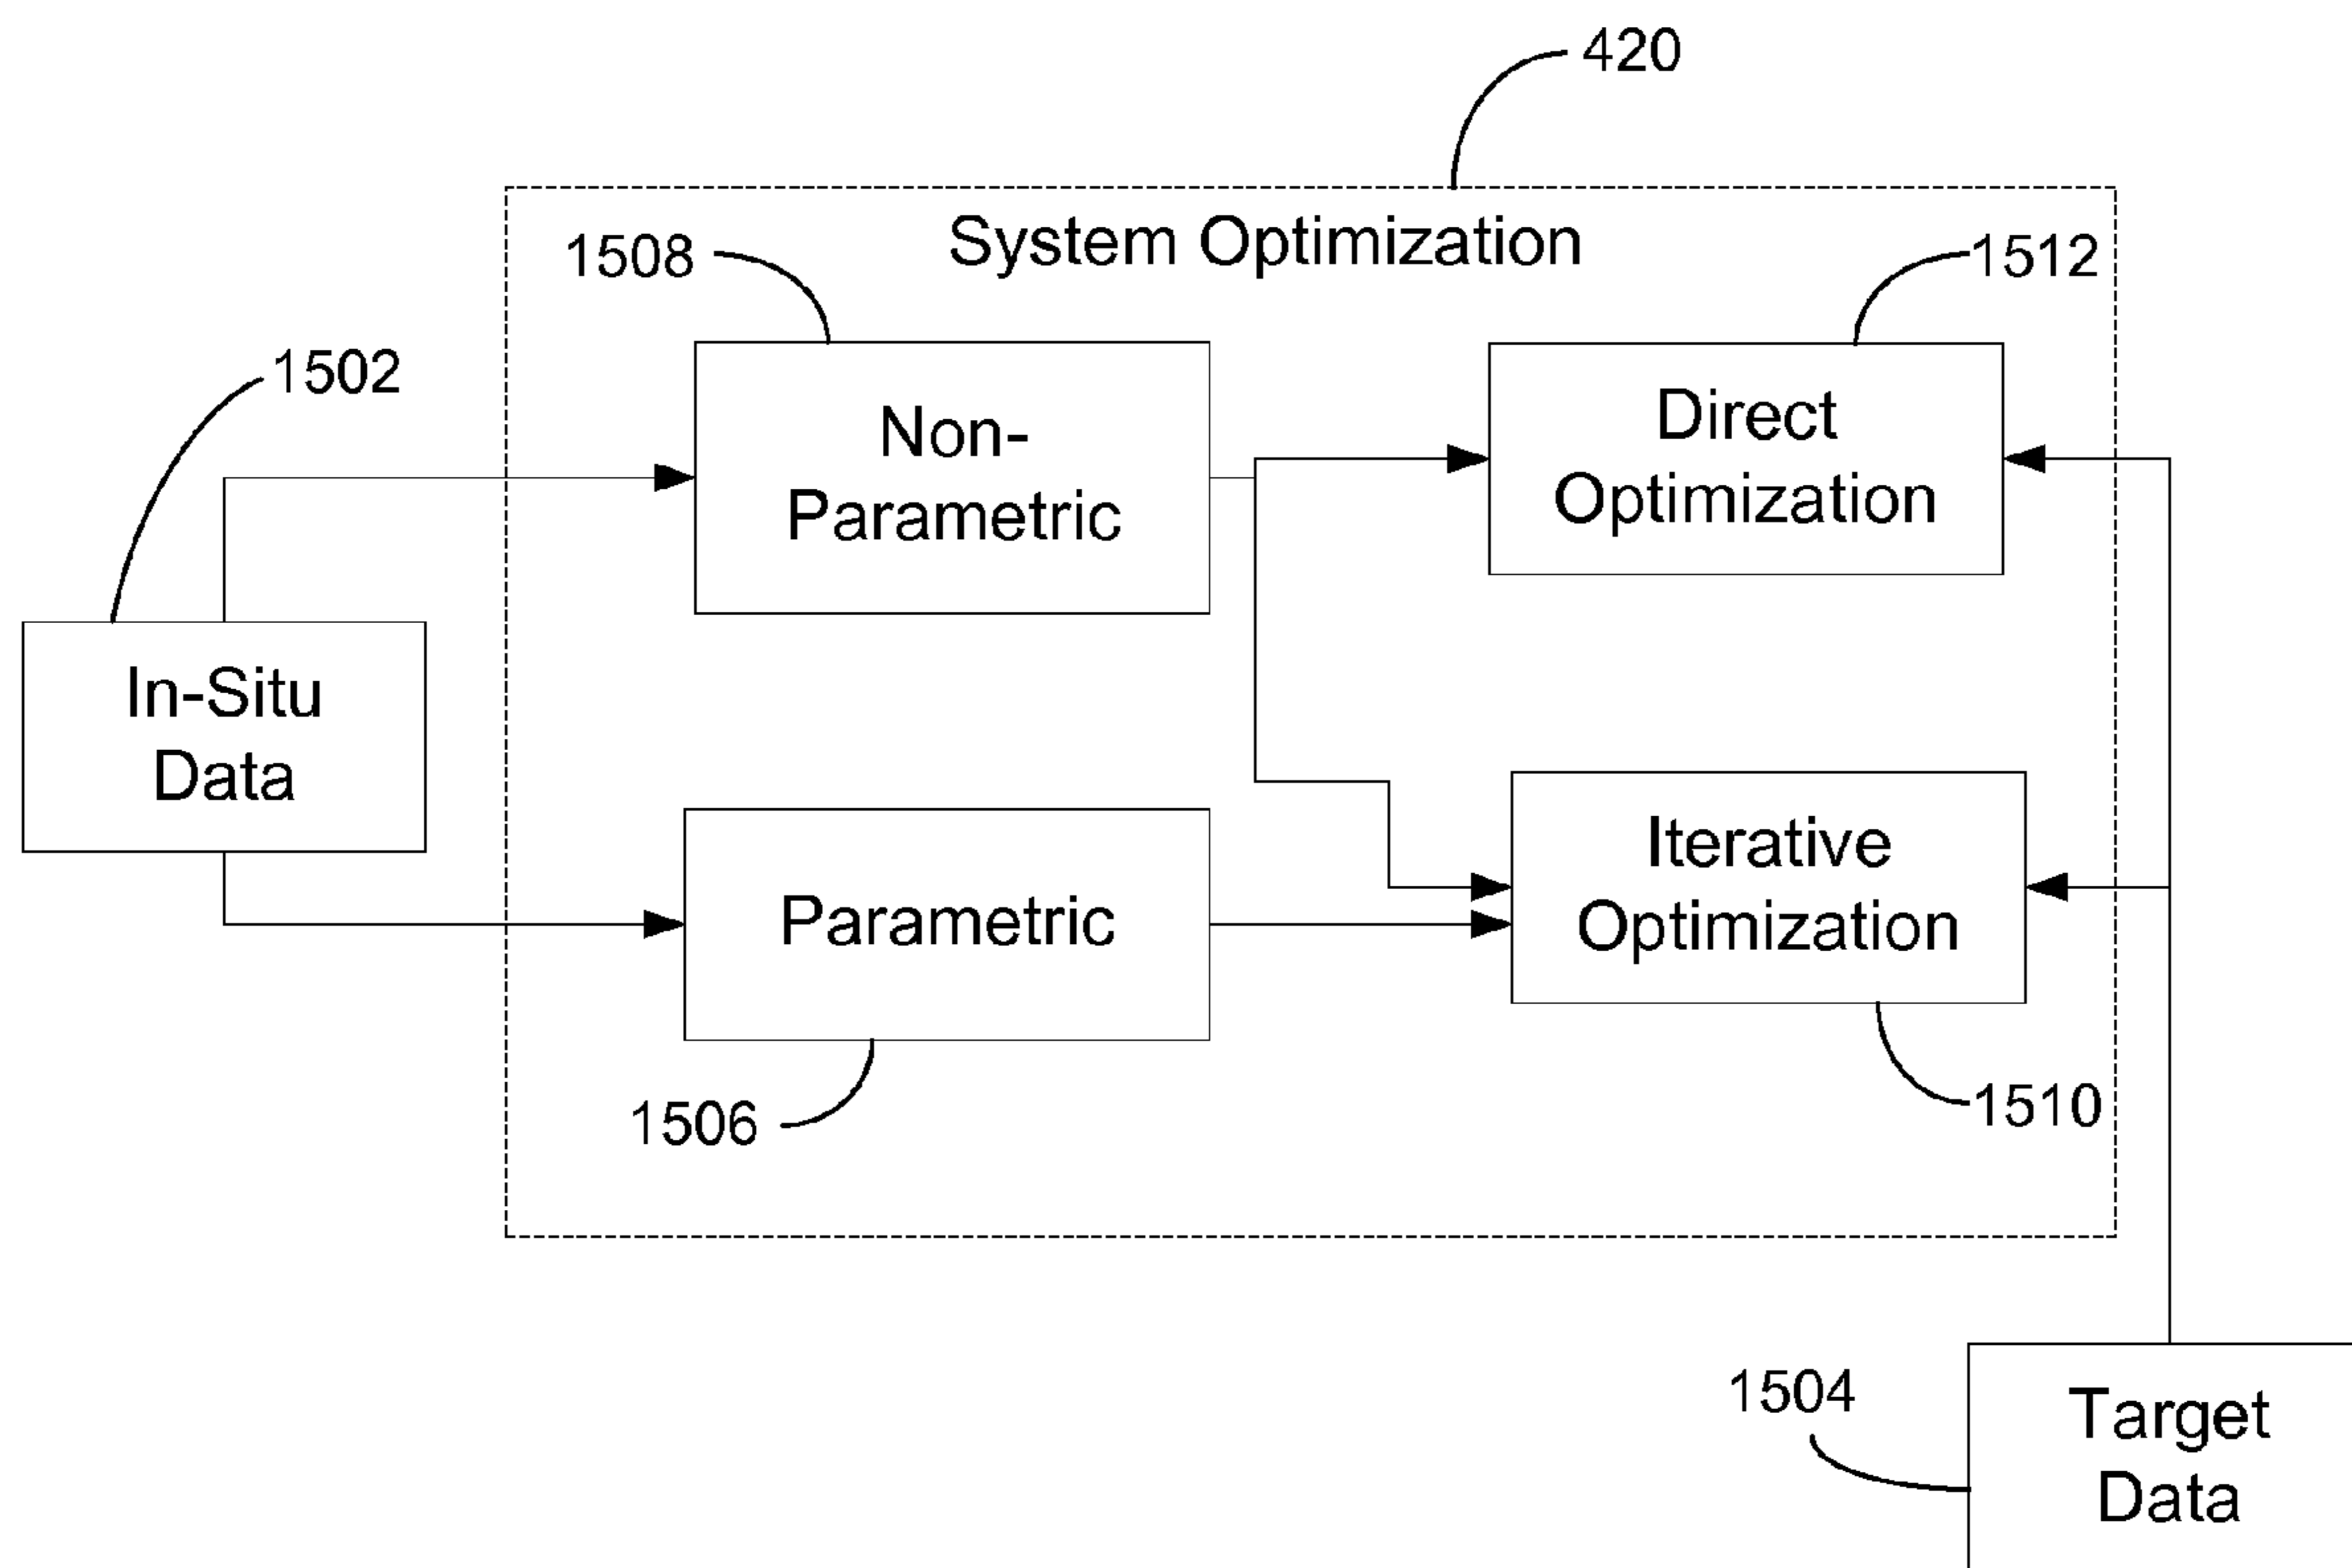 420
System Optimization
1508
1512
1502
Non-
Parametric
Direct
Optimization
In-Situ
Data
Iterative
Optimization
Parametric
1506
1510
1504
Target
Data